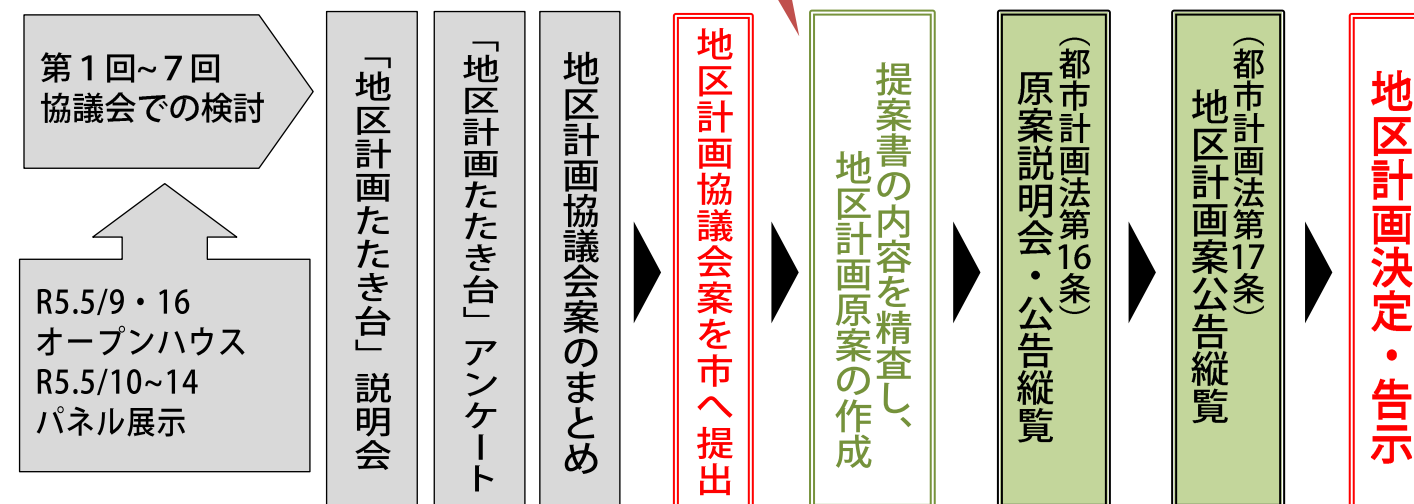 第1回~7回
協議会での検討
R5.5/9・16
オープンハウス
R5.5/10~14
パネル展示
「地区計画たたき台」説明会
「地区計画たたき台」アンケート
地区計画協議会案のまとめ
地区計画協議会案を市へ提出
提案書の内容を精査し、
地区計画原案の作成
（都市計画法第16条）
原案説明会・公告縦覧
（都市計画法第17条）
地区計画案公告縦覧
地区計画決定・告示